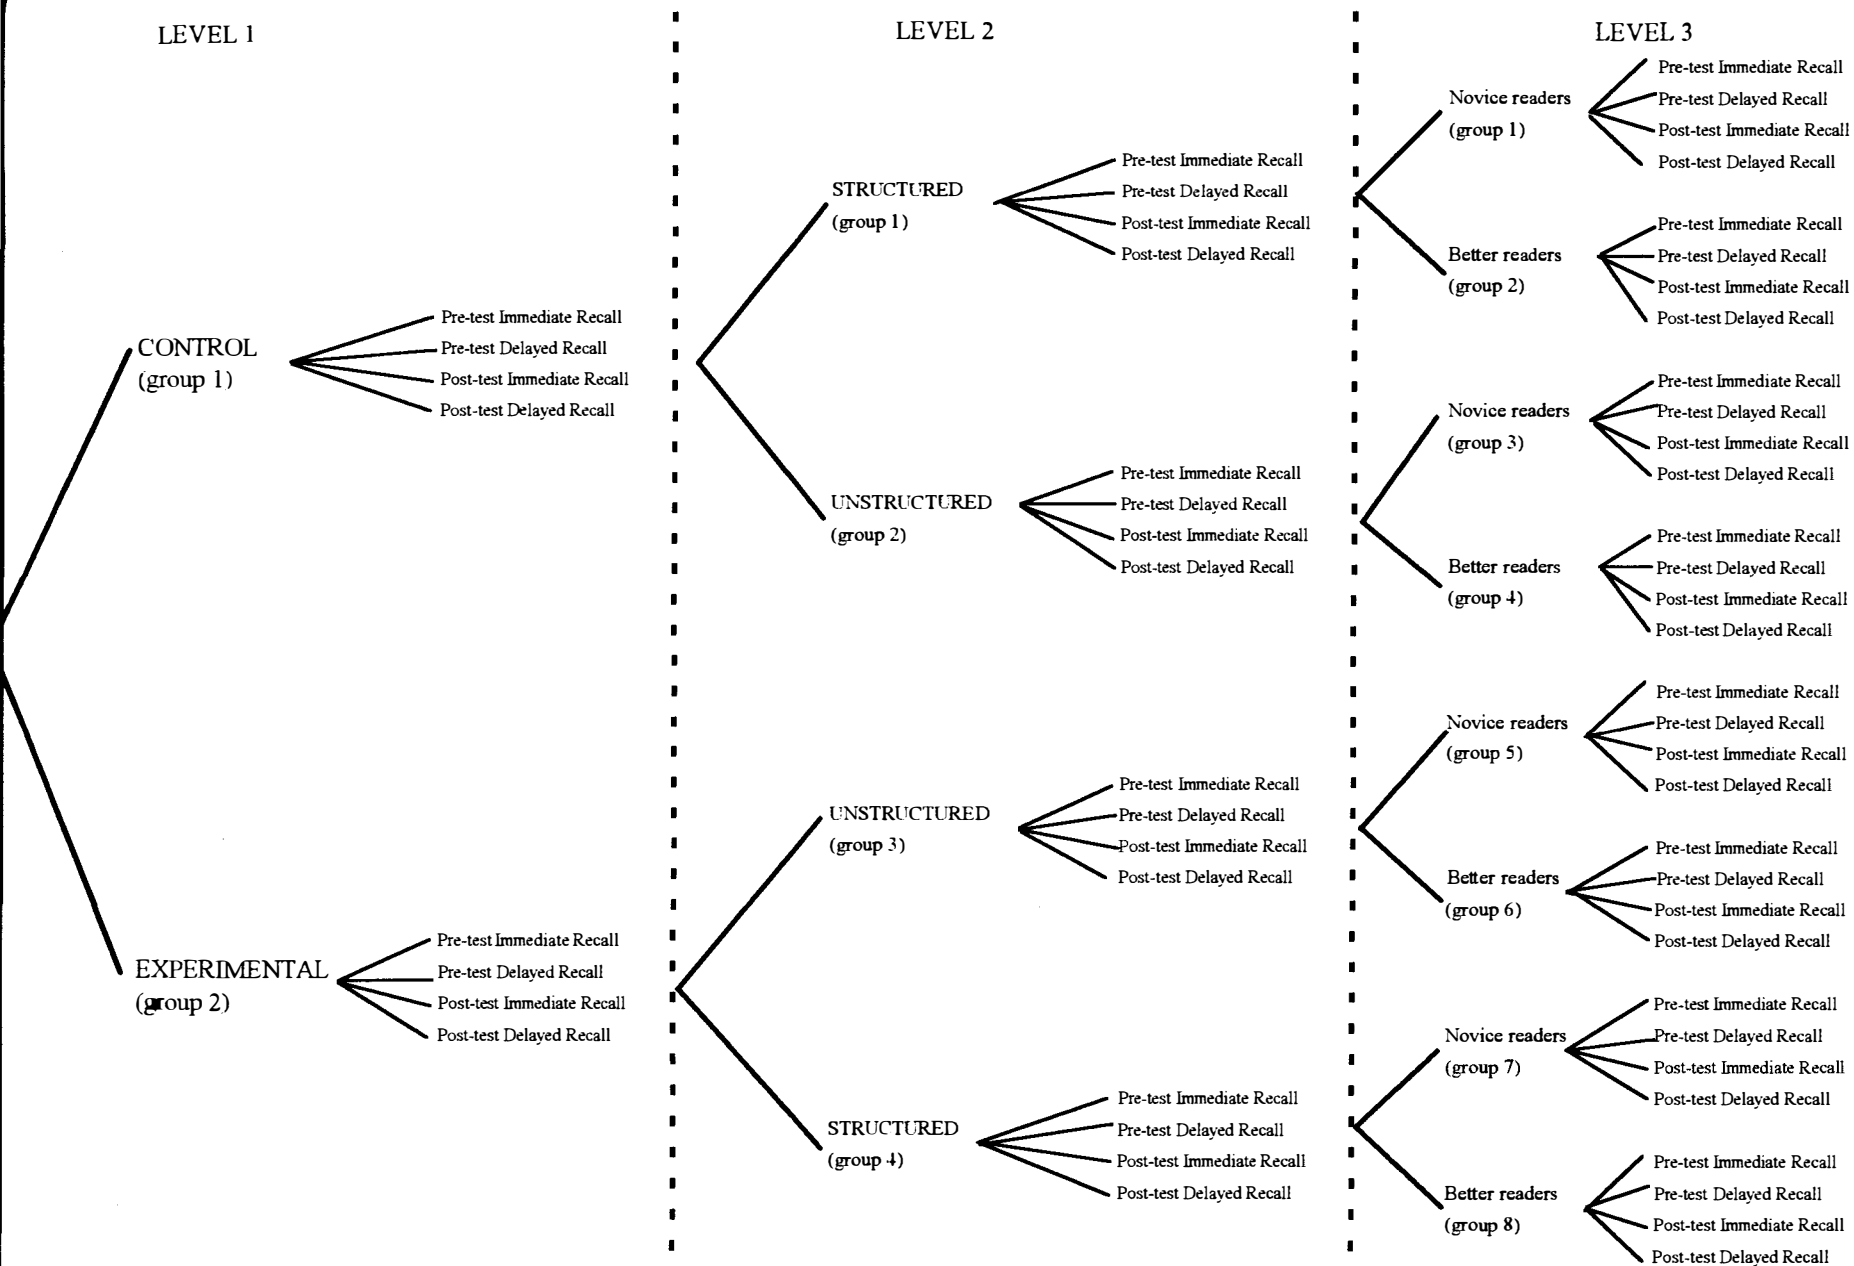 LEVEL 1
CONTROL
(group 1)
Pre-test Immediate Recall
Pre-test Delayed Recall
Post-test Immediate Recall
Post-test Delayed Recall
EXPERIMENTAL
(group 2)
Pre-test Immediate Recall
Pre-test Delayed Recall
Post-test Immediate Recall
Post-test Delayed Recall
LEVEL 2
STRUCTURED
(group 1)
Pre-test Immediate Recall
Pre-test Delayed Recall
Post-test Immediate Recall
Post-test Delayed Recall
UNSTRUCTURED
(group 2)
Pre-test Immediate Recall
Pre-test Delayed Recall
Post-test Immediate Recall
Post-test Delayed Recall
UNSTRUCTURED
(group 3)
Pre-test Immediate Recall
Pre-test Delayed Recall
Post-test Immediate Recall
Post-test Delayed Recall
STRUCTURED
(group 4)
Pre-test Immediate Recall
Pre-test Delayed Recall
Post-test Immediate Recall
Post-test Delayed Recall
LEVEL 3
Novice readers
(group 1)
Pre-test Immediate Recall
Pre-test Delayed Recall
Post-test Immediate Recall
Post-test Delayed Recall
Better readers
(group 2)
Pre-test Immediate Recall
Pre-test Delayed Recall
Post-test Immediate Recall
Post-test Delayed Recall
Novice readers
(group 3)
Pre-test Immediate Recall
Pre-test Delayed Recall
Post-test Immediate Recall
Post-test Delayed Recall
Better readers
(group 4)
Pre-test Immediate Recall
Pre-test Delayed Recall
Post-test Immediate Recall
Post-test Delayed Recall
Novice readers
(group 5)
Pre-test Immediate Recall
Pre-test Delayed Recall
Post-test Immediate Recall
Post-test Delayed Recall
Better readers
(group 6)
Pre-test Immediate Recall
Pre-test Delayed Recall
Post-test Immediate Recall
Post-test Delayed Recall
Novice readers
(group 7)
Pre-test Immediate Recall
Pre-test Delayed Recall
Post-test Immediate Recall
Post-test Delayed Recall
Better readers
(group 8)
Pre-test Immediate Recall
Pre-test Delayed Recall
Post-test Immediate Recall
Post-test Delayed Recall